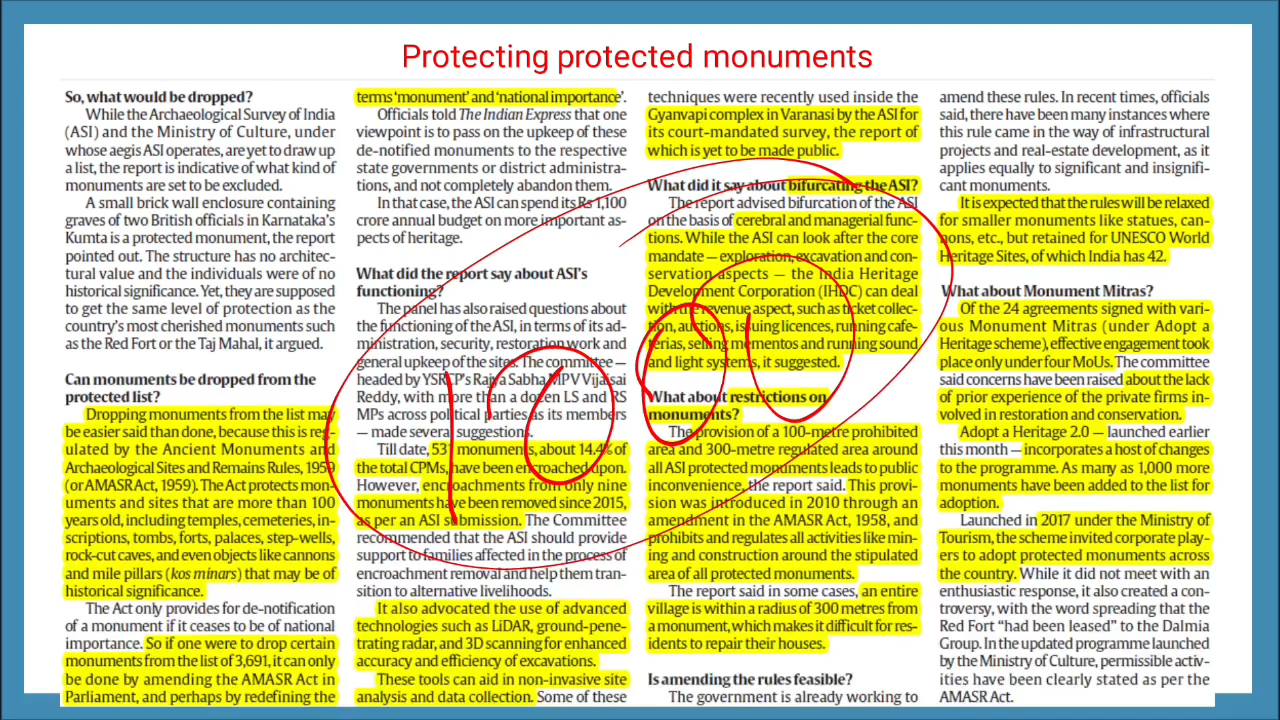 Protecting protected monuments
So, what would be dropped?
While the Archaeological Survey of India
(ASI) and the Ministry of Culture, under
whose aegis ASI operates, are yet to draw up
a list, the report is indicative of what kind of
monuments are set to be excluded.
A small brick wall enclosure containing
graves of two British officials in Karnataka's
Kumta is a protected monument, the report
pointed out. The structure has no architec-
tural value and the individuals were of no
historical significance. Yet, they are supposed
to get the same level of protection as the
country's most cherished monuments such
as the Red Fort or the Taj Mahal, it argued.
Can monuments be dropped from the
protected list?
Dropping monuments from the list may
be easier said than done, because this is reg-
ulated by the Ancient Monuments and
Archaeological Sites and Remains Rules, 1959
(or AMASR Act, 1959). The Act protects mon-
uments and sites that are more than 100
years old, including temples, cemeteries, in-
scriptions, tombs, forts, palaces, step-wells,
rock-cut caves, and even objects like cannons
and mile pillars (kos minars) that may be of
historical significance.
The Act only provides for de-notification
of a monument if it ceases to be of national
importance. So if one were to drop certain
monuments from the list of 3,691, it can only
be done by amending the AMASR Act in
Parliament, and perhaps by redefining the
terms 'monument' and 'national importance'.
Officials told The Indian Express that one
viewpoint is to pass on the upkeep of these
de-notified monuments to the respective
state governments or district administra-
tions, and not completely abandon them.
In that case, the ASI can spend its Rs 1,100
crore annual budget on more important as-
pects of heritage.
What did the report say about ASI's
functioning?
The panel has also raised questions about
the functioning of the ASI, in terms of its ad-
ministration, security, restoration work and
general upkeep of the sites. The committee —
headed by YSRCP's Rajya Sabha MP V Vijaisai
Reddy, with more than a dozen LS and RS
MPs across political parties as its members
— made several suggestions.
Till date, 531 monuments, about 14.4% of
the total CPMs, have been encroached upon.
However, encroachments from only nine
monuments have been removed since 2015,
as per an ASI submission. The Committee
recommended that the ASI should provide
support to families affected in the process of
encroachment removal and help them tran-
sition to alternative livelihoods.
It also advocated the use of advanced
technologies such as LiDAR, ground-pene-
trating radar, and 3D scanning for enhanced
accuracy and efficiency of excavations.
These tools can aid in non-invasive site
analysis and data collection. Some of these
techniques were recently used inside the
Gyanvapi complex in Varanasi by the ASI for
its court-mandated survey, the report of
which is yet to be made public.
What did it say about bifurcating the ASI?
The report advised bifurcation of the ASI
on the basis of cerebral and managerial func-
tions. While the ASI can look after the core
mandate — exploration, excavation and con-
servation aspects — the India Heritage
Development Corporation (IHDC) can deal
with the revenue aspect, such as ticket collec-
tion, auctions, issuing licences, running cafe-
terias, selling mementos and running sound
and light systems, it suggested.
What about restrictions on
monuments?
The provision of a 100-metre prohibited
area and 300-metre regulated area around
all ASI protected monuments leads to public
inconvenience, the report said. This provi-
sion was introduced in 2010 through an
amendment in the AMASR Act, 1958, and
prohibits and regulates all activities like min-
ing and construction around the stipulated
area of all protected monuments.
The report said in some cases, an entire
village is within a radius of 300 metres from
a monument, which makes it difficult for res-
idents to repair their houses.
Is amending the rules feasible?
The government is already working to
amend these rules. In recent times, officials
said, there have been many instances where
this rule came in the way of infrastructural
projects and real-estate development, as it
applies equally to significant and insignifi-
cant monuments.
It is expected that the rules will be relaxed
for smaller monuments like statues, can-
nons, etc., but retained for UNESCO World
Heritage Sites, of which India has 42.
What about Monument Mitras?
Of the 24 agreements signed with vari-
ous Monument Mitras (under Adopt a
Heritage scheme), effective engagement took
place only under four MoUs. The committee
said concerns have been raised about the lack
of prior experience of the private firms in-
volved in restoration and conservation.
Adopt a Heritage 2.0 — launched earlier
this month — incorporates a host of changes
to the programme. As many as 1,000 more
monuments have been added to the list for
adoption.
Launched in 2017 under the Ministry of
Tourism, the scheme invited corporate play-
ers to adopt protected monuments across
the country. While it did not meet with an
enthusiastic response, it also created a con-
troversy, with the word spreading that the
Red Fort "had been leased" to the Dalmia
Group. In the updated programme launched
by the Ministry of Culture, permissible activ-
ities have been clearly stated as per the
AMASR Act.